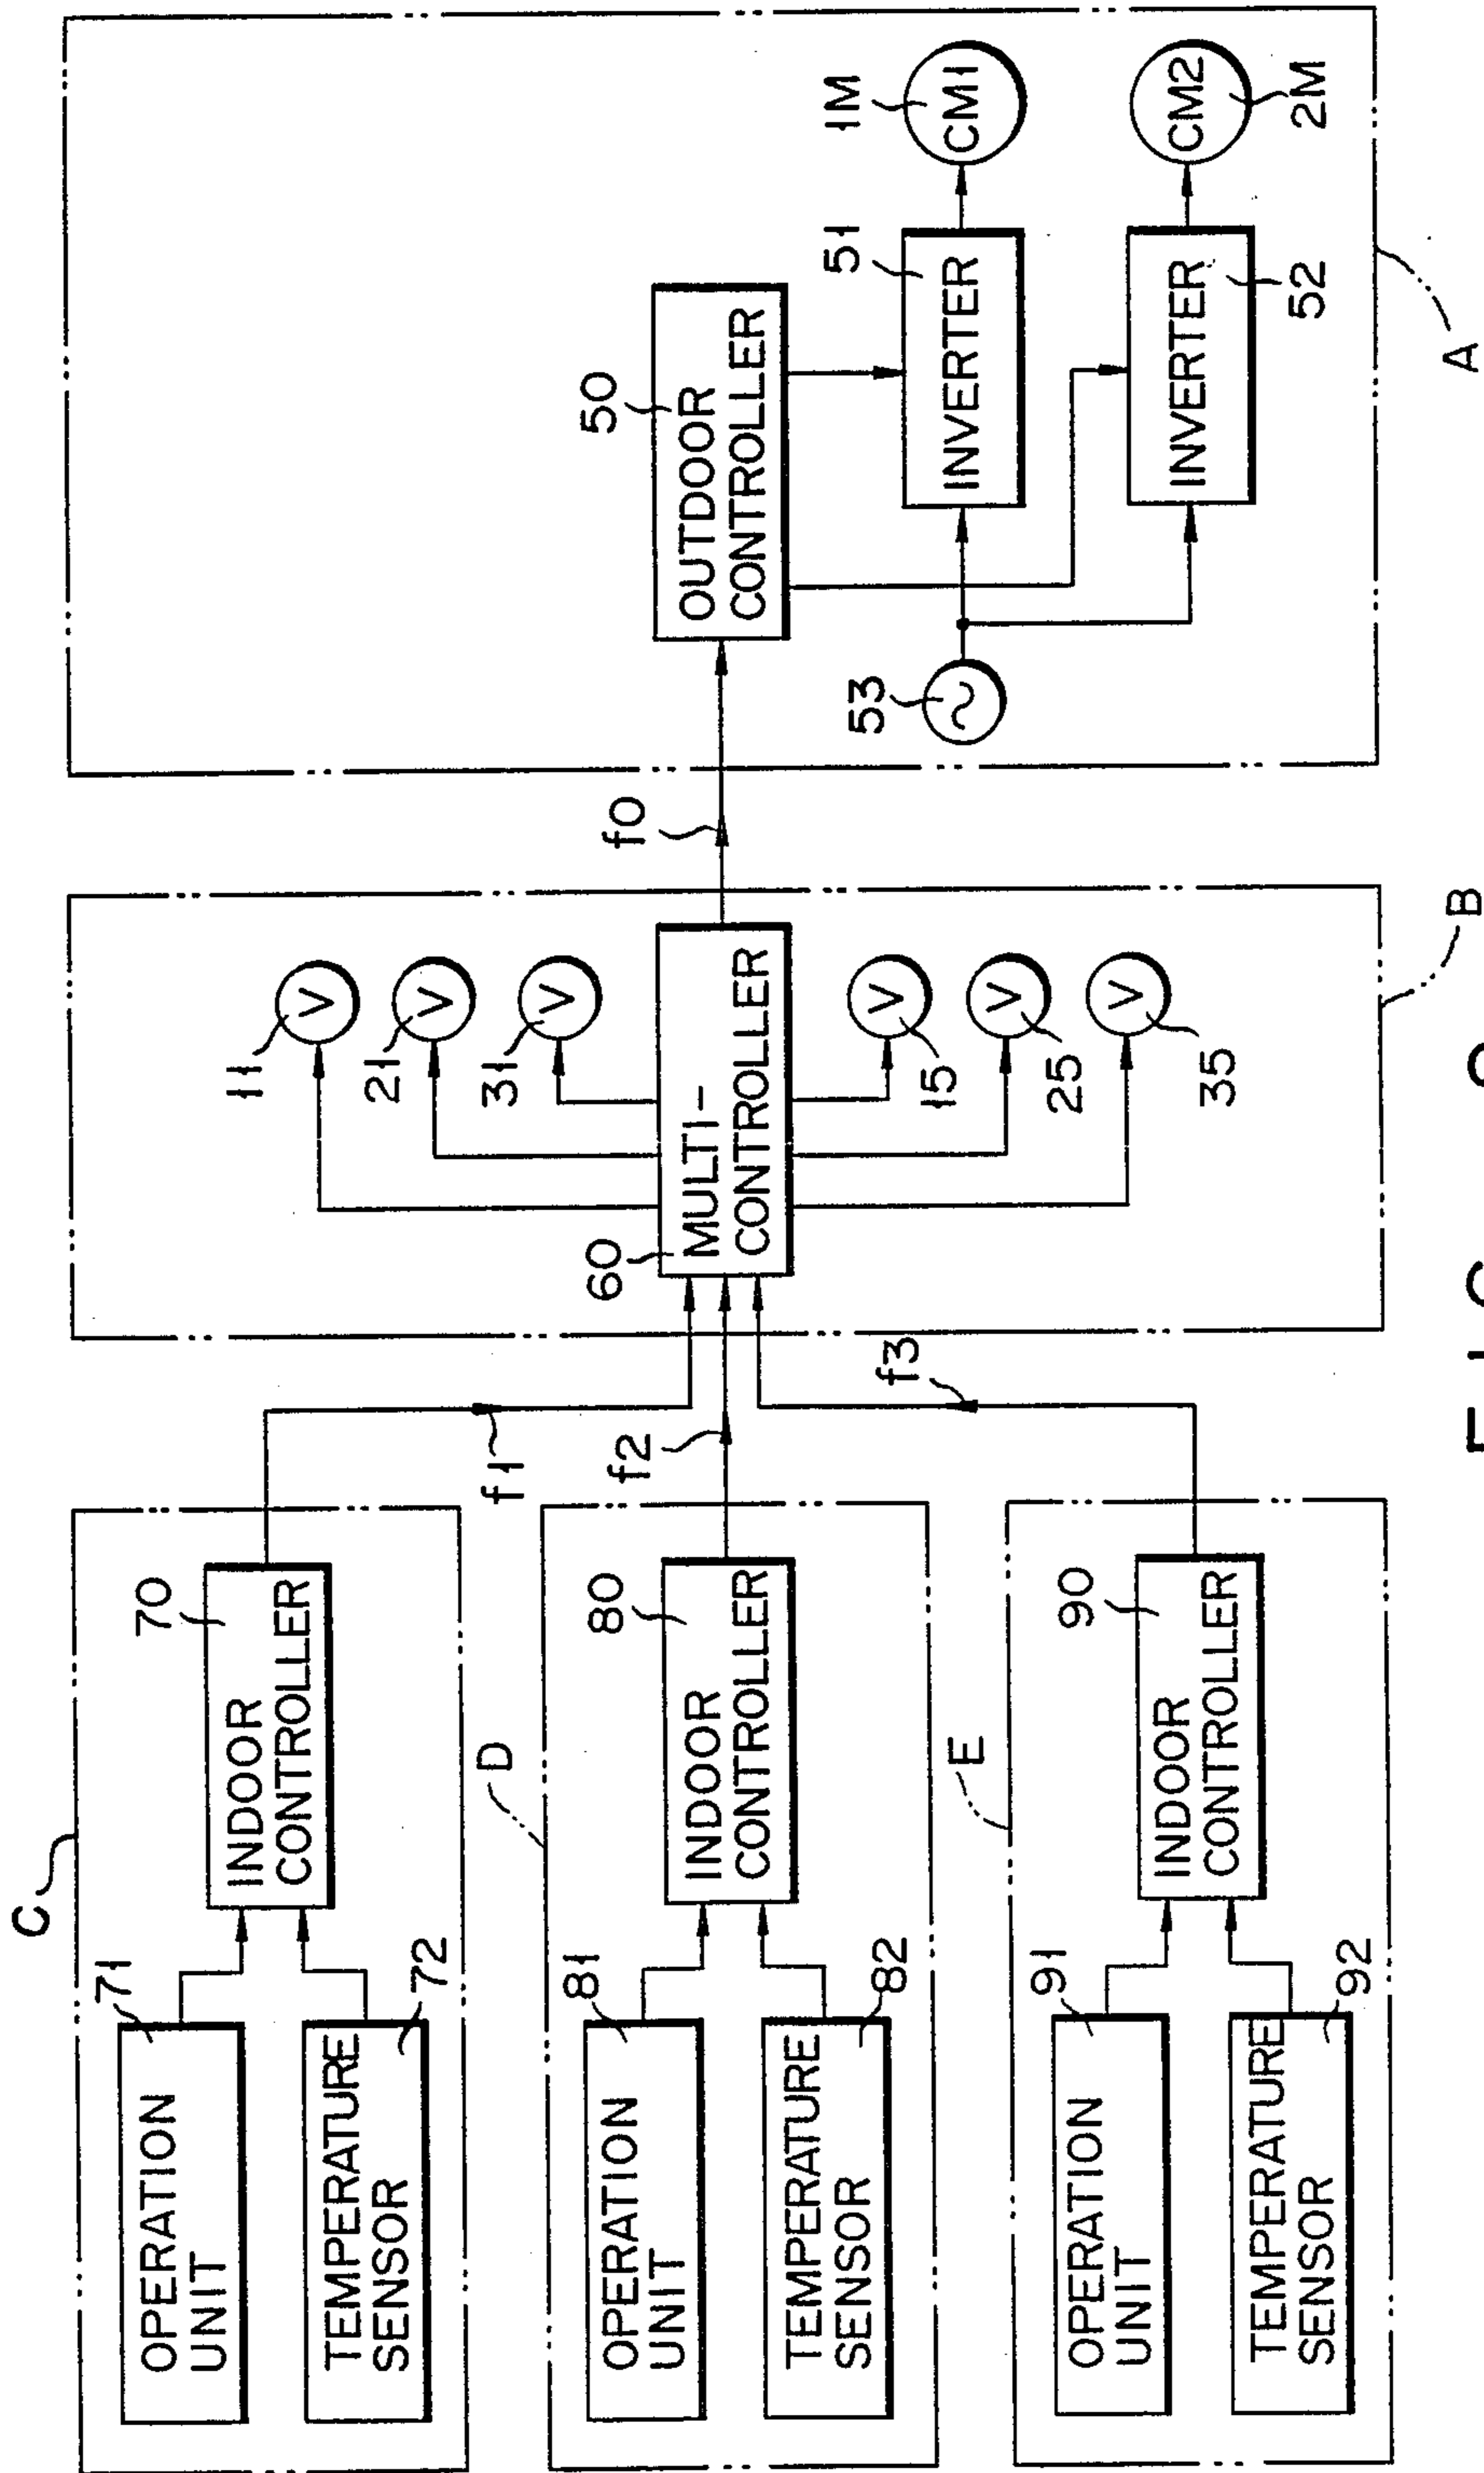 C
71
OPERATION
UNIT
TEMPERATURE
SENSOR
72
70
INDOOR
CONTROLLER
f1
D
81
OPERATION
UNIT
TEMPERATURE
SENSOR
82
80
INDOOR
CONTROLLER
f2
E
91
OPERATION
UNIT
TEMPERATURE
SENSOR
92
90
INDOOR
CONTROLLER
f3
11
V
21
V
31
V
60
MULTI-
CONTROLLER
V
15
V
25
V
35
B
f0
50
OUTDOOR
CONTROLLER
53
51
INVERTER
INVERTER
52
1M
CM1
CM2
2M
A